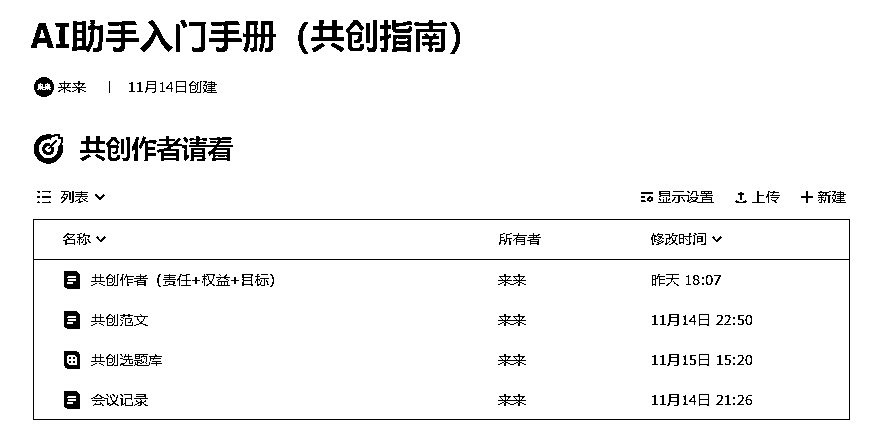 AI助手入门手册（共创指南）
来来 | 11月14日创建
共创作者请看
列表 显示设置 上传 新建
名称 所有者 修改时间
共创作者（责任+权益+目标） 来来 昨天 18:07
共创范文 来来 11月14日 22:50
共创选题库 来来 11月15日 15:20
会议记录 来来 11月14日 21:26